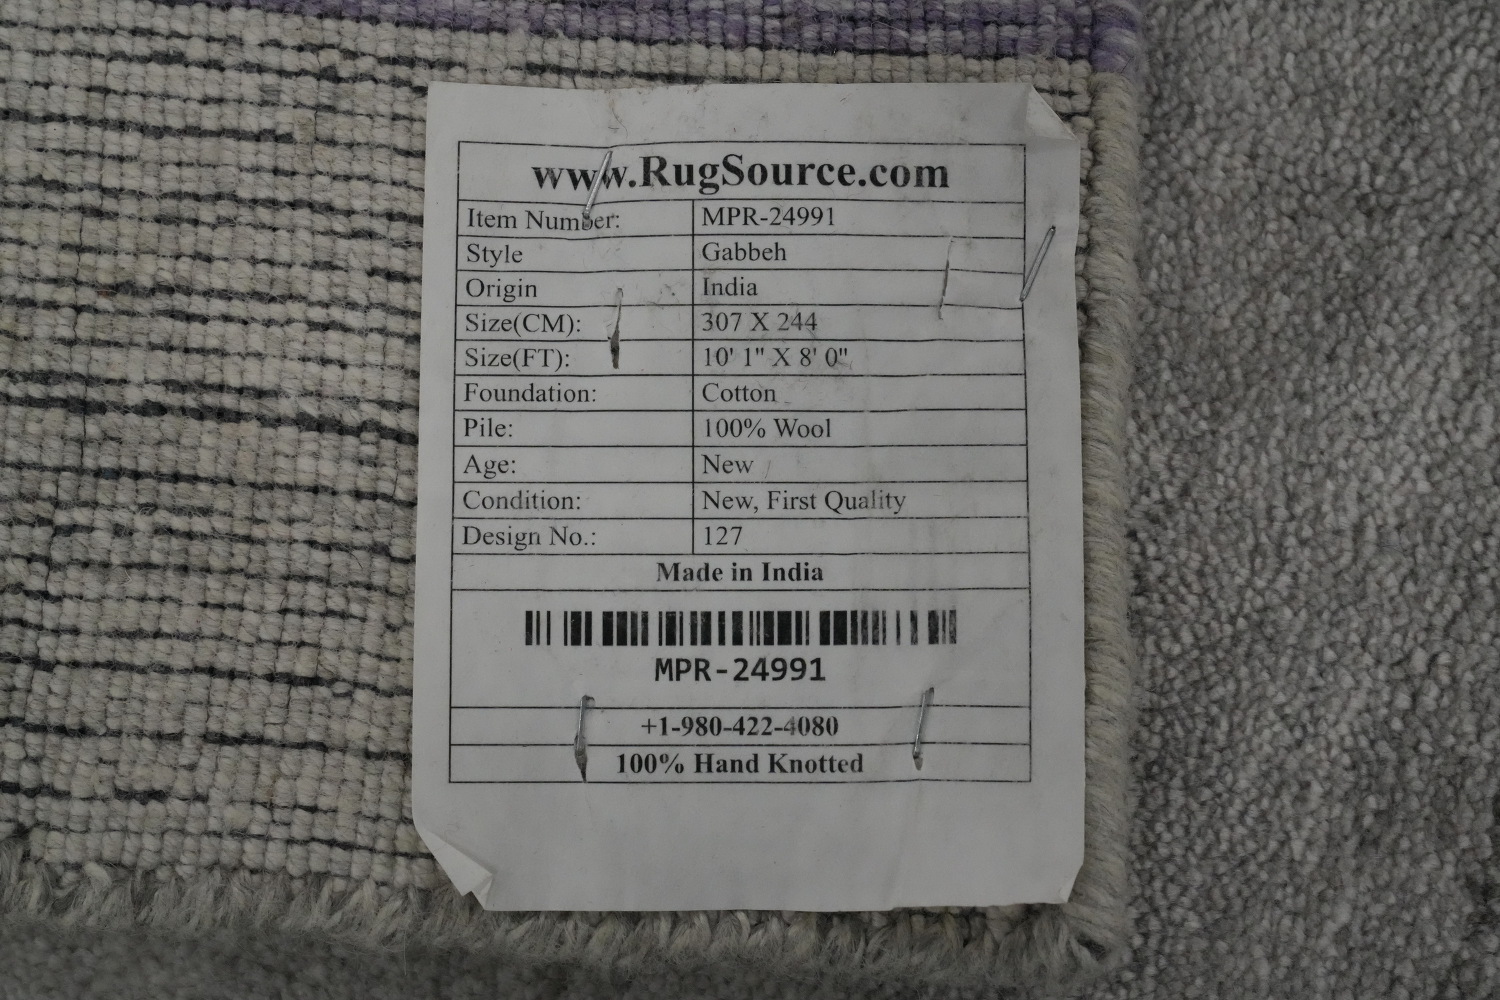 www.RugSource.com
Item Number: MPR-24991
Style Gabbeh
Origin India
Size(CM): 307 X 244
Size(FT): 10' 1" X 8' 0"
Foundation: Cotton
Pile: 100% Wool
Age: New
Condition: New, First Quality
Design No.: 127
Made in India
MPR-24991
+1-980-422-4080
100% Hand Knotted